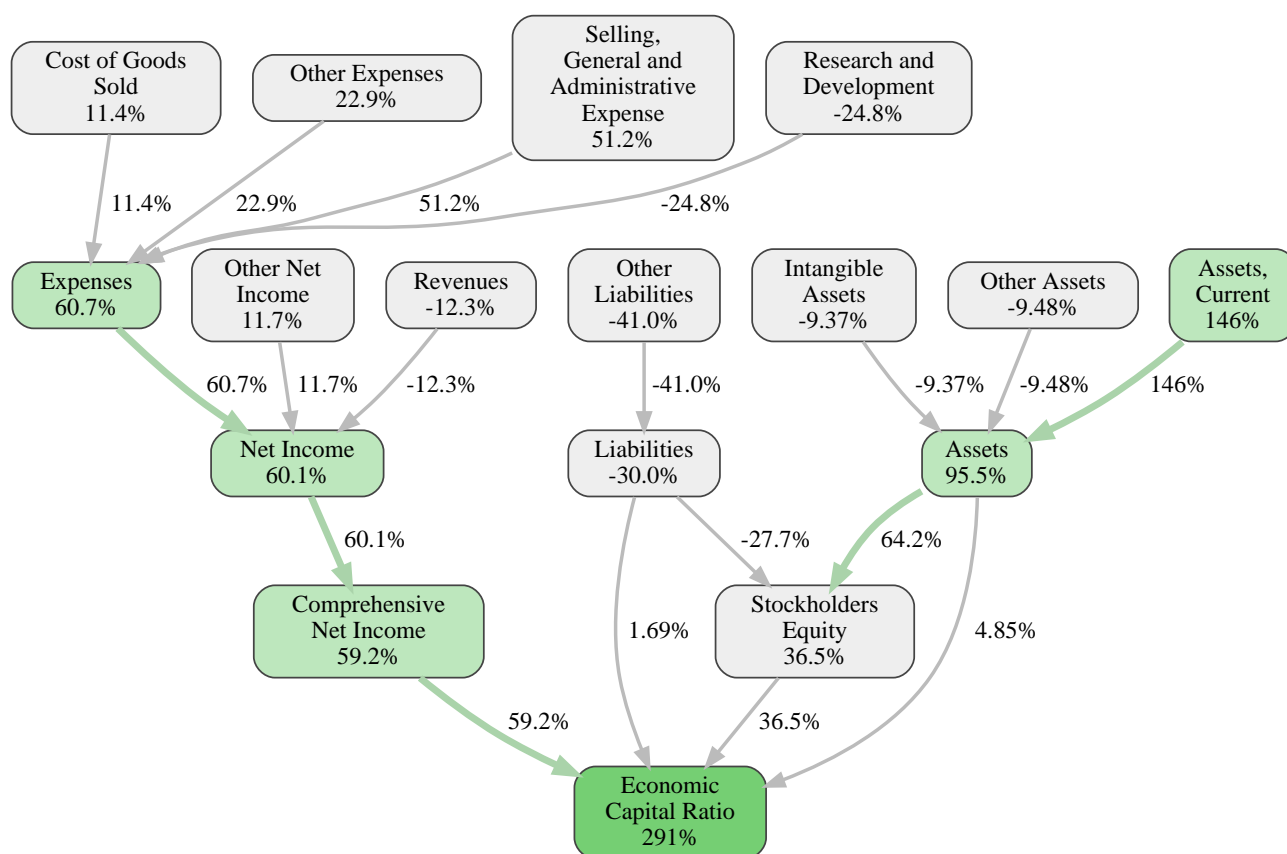 Cost of Goods
Sold
11.4%
Other Expenses
22.9%
Selling,
General and
Administrative
Expense
51.2%
Research and
Development
-24.8%
11.4%
22.9%
51.2%
-24.8%
Expenses
60.7%
Other Net
Income
11.7%
Revenues
-12.3%
Other
Liabilities
-41.0%
Intangible
Assets
-9.37%
Other Assets
-9.48%
Assets,
Current
146%
60.7%
11.7%
-12.3%
-41.0%
-9.37%
-9.48%
146%
Net Income
60.1%
Liabilities
-30.0%
Assets
95.5%
60.1%
-27.7%
64.2%
Comprehensive
Net Income
59.2%
1.69%
Stockholders
Equity
36.5%
4.85%
59.2%
36.5%
Economic
Capital Ratio
291%